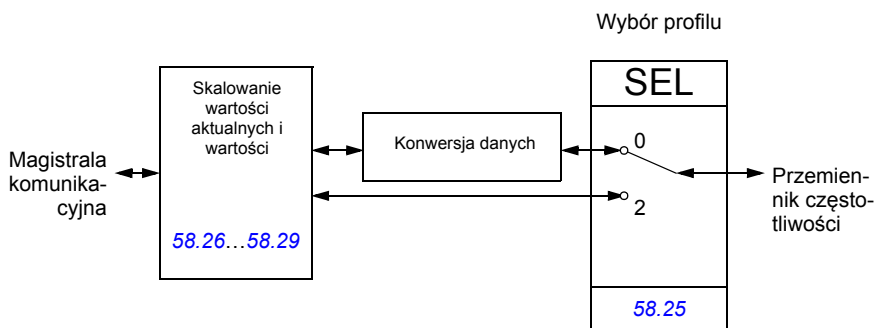 Wybór profilu
SEL
Skalowanie
wartości
aktualnych i
wartości
Konwersja danych
0
Magistrala
komunika-
cyjna
Przemien-
nik często-
tliwości
2
58.26…58.29
58.25